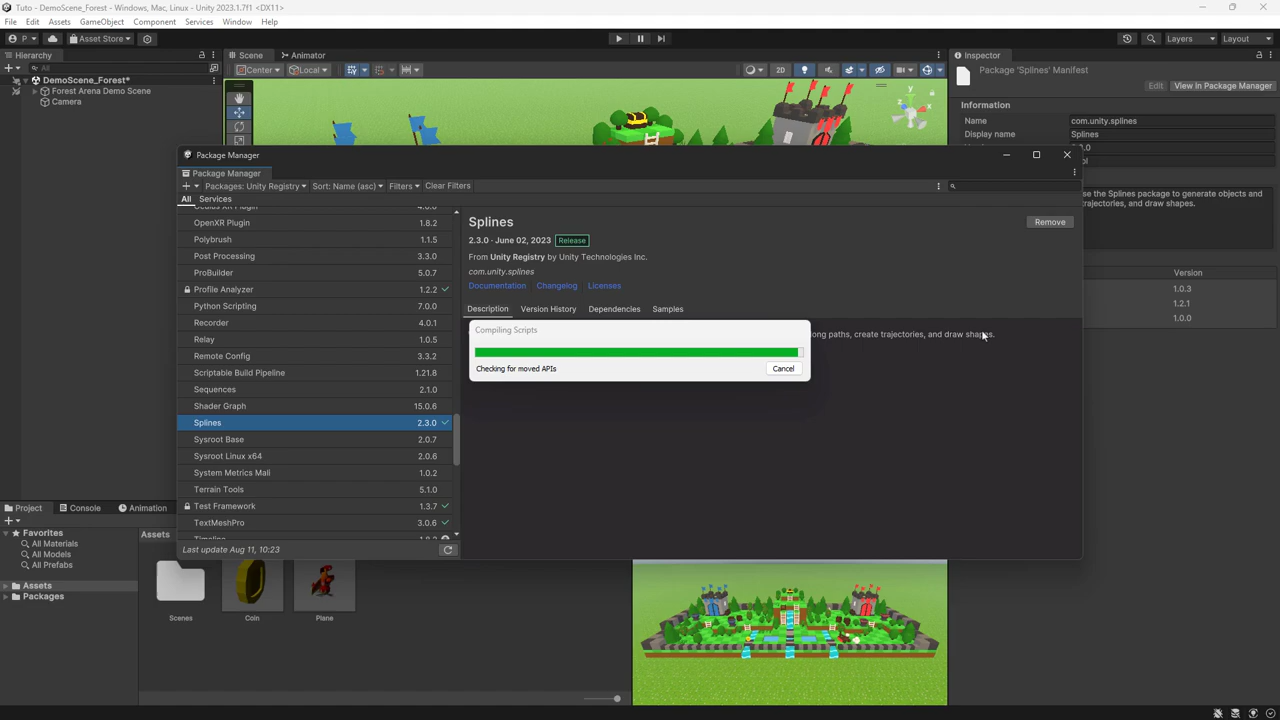 Tuto - DemoScene_Forest - Windows, Mac, Linux - Unity 2023.1.7f1 <DX11>
File Edit Assets GameObject Component Services Window Help
P Asset Store Layers Layout
Hierarchy Scene Animator Inspector
All Center Local 2D
DemoScene_Forest*
Forest Arena Demo Scene
Camera
y
x
z
Package 'Splines' Manifest
Edit View in Package Manager
Information
Name com.unity.splines
Display name Splines
Package Manager
Package Manager
Packages: Unity Registry Sort: Name (asc) Filters Clear Filters
All Services
OpenXR Plugin 1.8.2
Polybrush 1.1.5
Post Processing 3.3.0
ProBuilder 5.0.7
Profile Analyzer 1.2.2
Python Scripting 7.0.0
Recorder 4.0.1
Relay 1.0.5
Remote Config 3.3.2
Scriptable Build Pipeline 1.21.8
Sequences 2.1.0
Shader Graph 15.0.6
Splines 2.3.0
Sysroot Base 2.0.7
Sysroot Linux x64 2.0.6
System Metrics Mali 1.0.2
Terrain Tools 5.1.0
Test Framework 1.3.7
TextMeshPro 3.0.6
Last update Aug 11, 10:23
Splines
Remove
2.3.0 · June 02, 2023 Release
From Unity Registry by Unity Technologies Inc.
com.unity.splines
Documentation Changelog Licenses
Description Version History Dependencies Samples
ong paths, create trajectories, and draw shapes.
Compiling Scripts
Checking for moved APIs
Cancel
se the Splines package to generate objects and
trajectories, and draw shapes.
Version
1.0.3
1.2.1
1.0.0
Project Console Animation
Favorites
All Materials
All Models
All Prefabs
Assets
Packages
Assets
Scenes Coin Plane